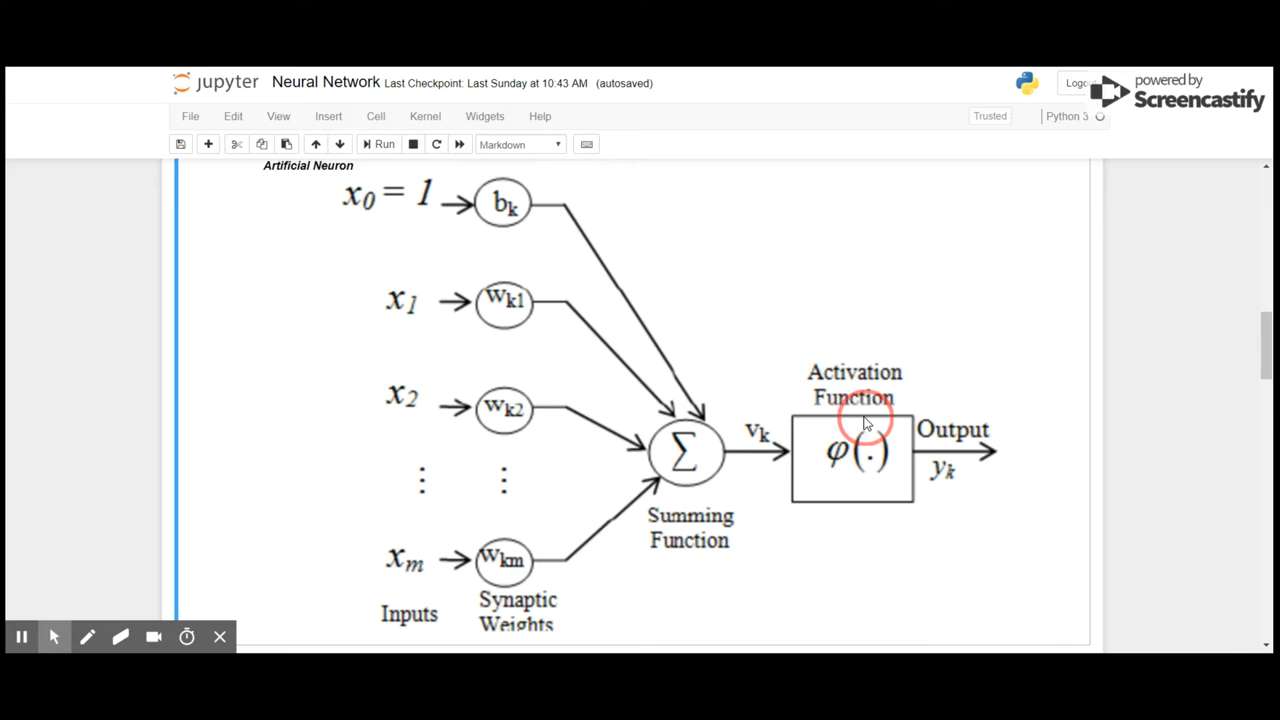 powered by
Screencastify
jupyter Neural Network Last Checkpoint: Last Sunday at 10:43 AM (autosaved)
File Edit View Insert Cell Kernel Widgets Help Trusted Python 3
Run Markdown
Artificial Neuron
x0 = 1 bk
x1 wk1
x2 wk2
Activation
Function
vk φ(.) Output
∑ yk
⋮ ⋮
Summing
Function
xm wkm
Inputs Synaptic
Weights